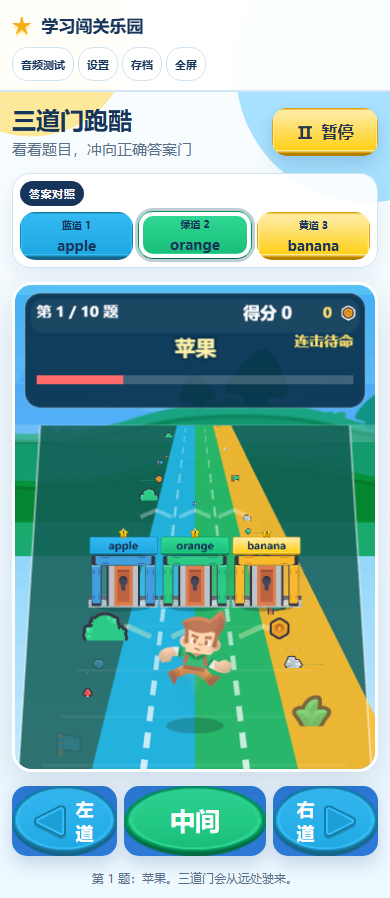 学习闯关乐园
音频测试 设置 存档 全屏
三道门跑酷
看看题目，冲向正确答案门
暂停
答案对照
蓝道 1 绿道 2 黄道 3
apple orange banana
第 1 / 10 题 得分 0 0
苹果 连击待命
apple orange banana
左道 中间 右道
第 1 题：苹果。三道门会从远处驶来。